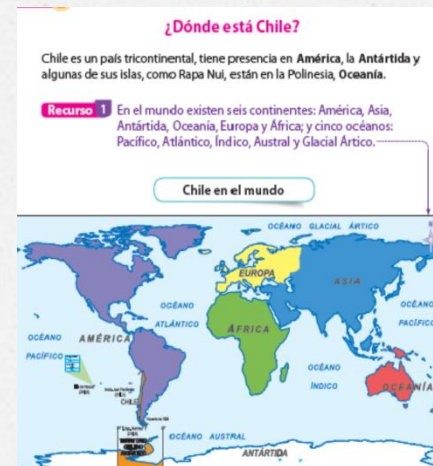 ¿Dónde está Chile?
Chile es un país tricontinental, tiene presencia en América, la Antártida y
algunas de sus islas, como Rapa Nui, están en la Polinesia, Oceanía.
Recurso 1 En el mundo existen seis continentes: América, Asia,
Antártida, Oceanía, Europa y África; y cinco océanos:
Pacífico, Atlántico, Índico, Austral y Glacial Ártico.
Chile en el mundo
OCÉANO GLACIAL ÁRTICO
EUROPA
ASIA
OCÉANO
ATLÁNTICO
OCÉANO
PACÍFICO
ÁFRICA
OCÉANO
PACÍFICO
AMÉRICA
OCÉANO
ÍNDICO
OCEANÍA
CHILE
OCÉANO AUSTRAL
ANTÁRTIDA